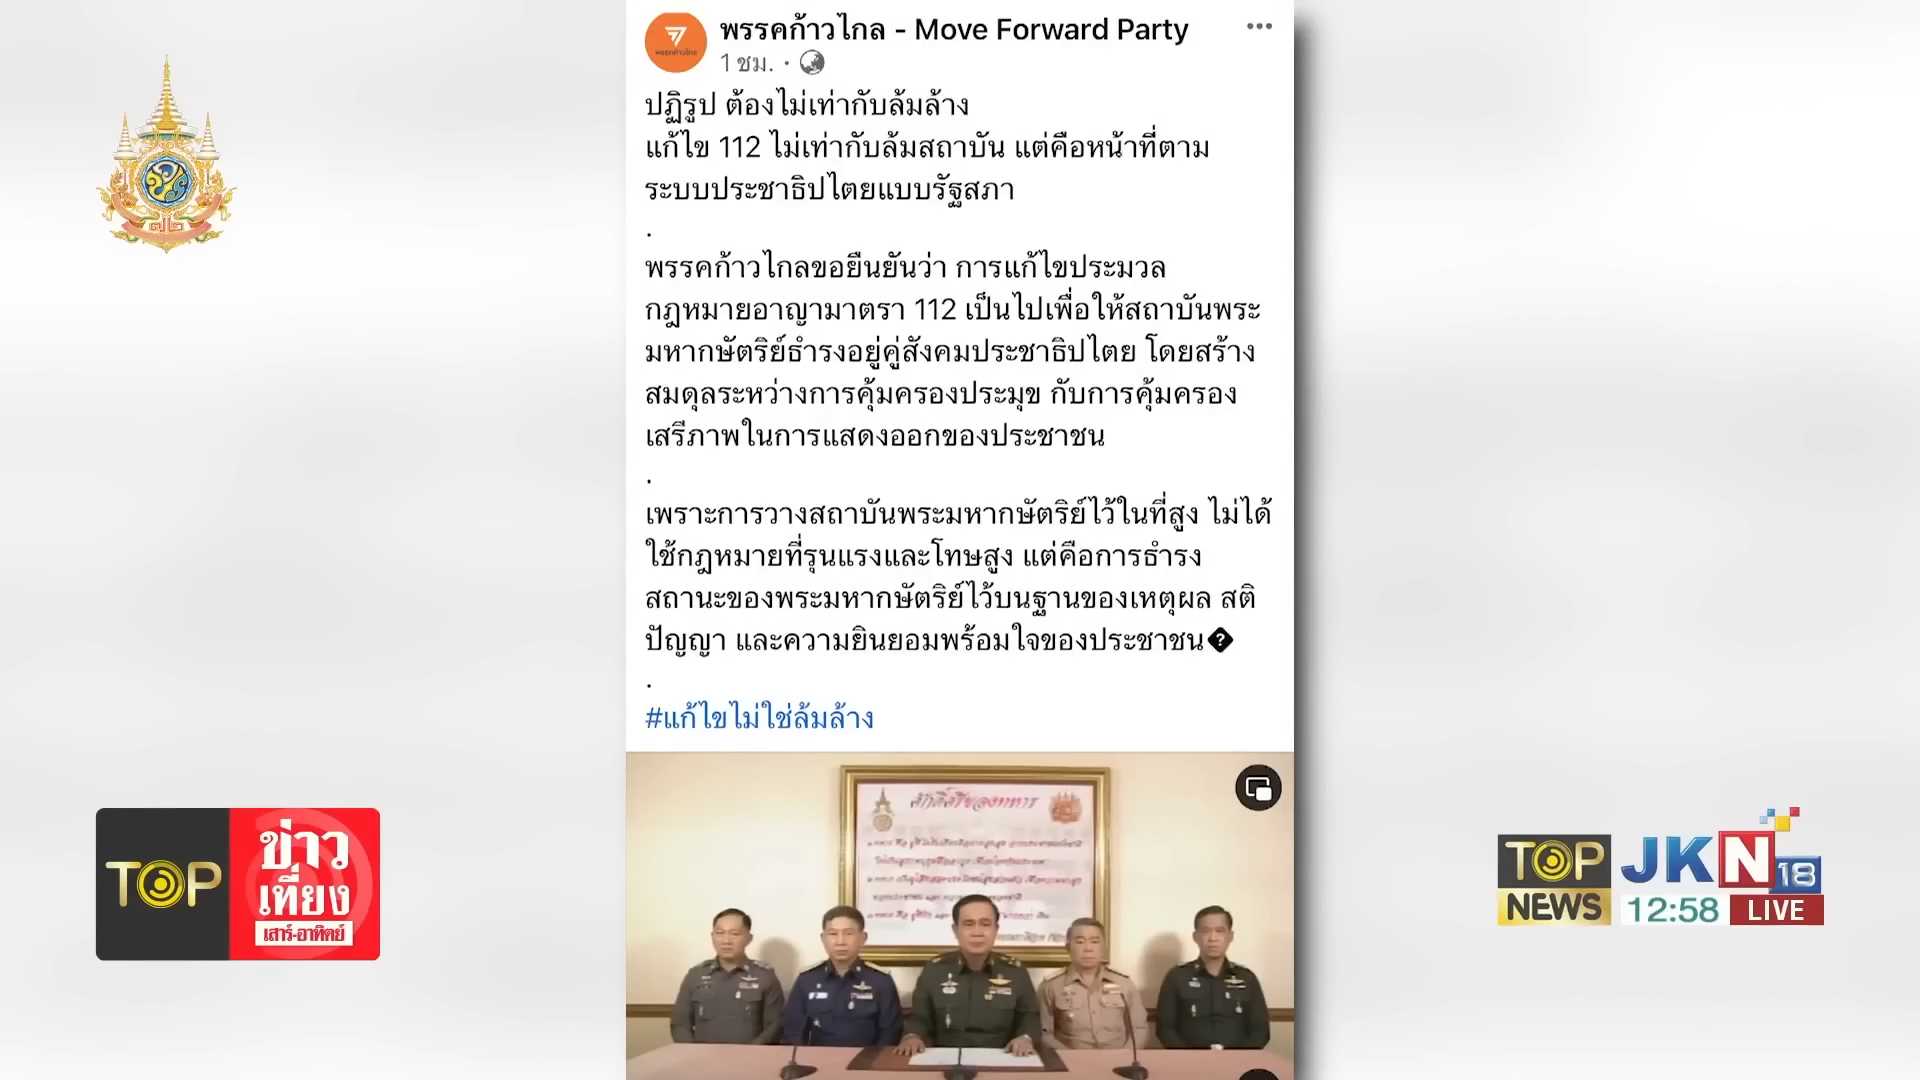 พรรคก้าวไกล - Move Forward Party
1 ชม. ·
ปฏิรูป ต้องไม่เท่ากับล้มล้าง
แก้ไข 112 ไม่เท่ากับล้มสถาบัน แต่คือหน้าที่ตาม
ระบบประชาธิปไตยแบบรัฐสภา
.
พรรคก้าวไกลขอยืนยันว่า การแก้ไขประมวล
กฎหมายอาญามาตรา 112 เป็นไปเพื่อให้สถาบันพระ
มหากษัตริย์ธำรงอยู่คู่สังคมประชาธิปไตย โดยสร้าง
สมดุลระหว่างการคุ้มครองประมุข กับการคุ้มครอง
เสรีภาพในการแสดงออกของประชาชน
.
เพราะการวางสถาบันพระมหากษัตริย์ไว้ในที่สูง ไม่ได้
ใช้กฎหมายที่รุนแรงและโทษสูง แต่คือการธำรง
สถานะของพระมหากษัตริย์ไว้บนฐานของเหตุผล สติ
ปัญญา และความยินยอมพร้อมใจของประชาชน�
.
#แก้ไขไม่ใช่ล้มล้าง
ศักดิ์ศรีของทหาร
TOP
ข่าว
เที่ยง
เสาร์-อาทิตย์
TOP
NEWS
JKN
18
12:58
LIVE